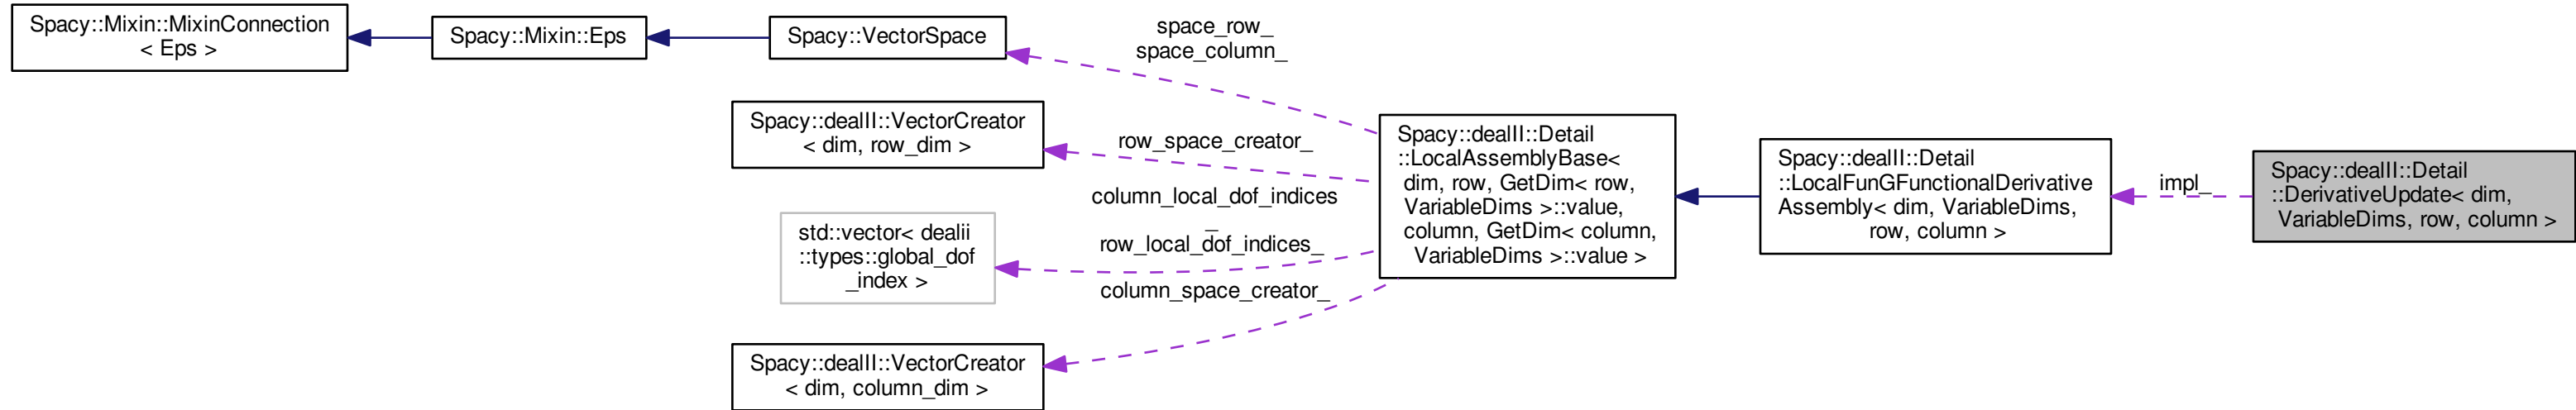 Spacy::Mixin::MixinConnection
< Eps >
Spacy::Mixin::Eps
Spacy::VectorSpace
space_row_
space_column_
Spacy::dealII::VectorCreator
< dim, row_dim >
row_space_creator_
column_local_dof_indices
_
row_local_dof_indices_
std::vector< dealii
::types::global_dof
_index >
column_space_creator_
Spacy::dealII::VectorCreator
< dim, column_dim >
Spacy::dealII::Detail
::LocalAssemblyBase<
dim, row, GetDim< row,
VariableDims >::value,
column, GetDim< column,
VariableDims >::value >
Spacy::dealII::Detail
::LocalFunGFunctionalDerivative
Assembly< dim, VariableDims,
row, column >
impl_
Spacy::dealII::Detail
::DerivativeUpdate< dim,
VariableDims, row, column >